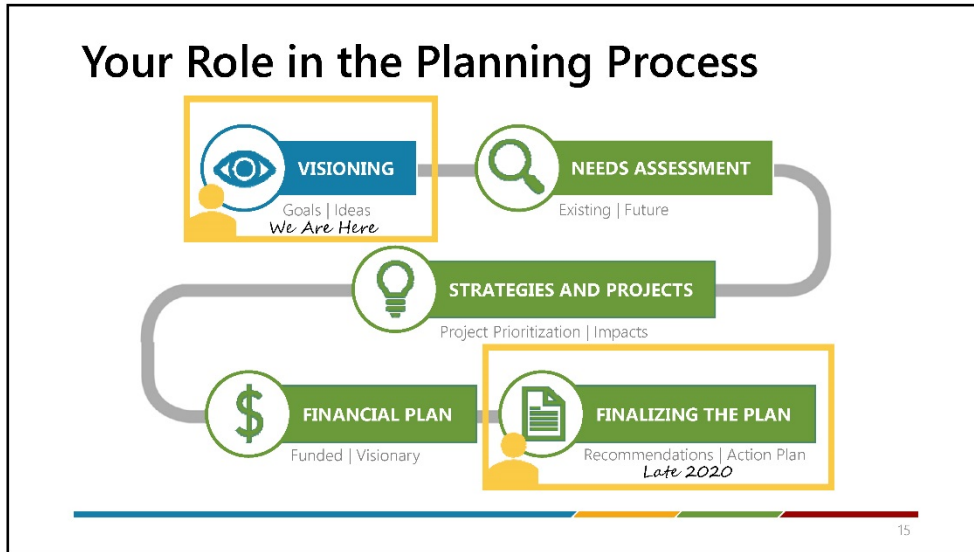 Your Role in the Planning Process
VISIONING
Goals | Ideas
We Are Here
NEEDS ASSESSMENT
Existing | Future
STRATEGIES AND PROJECTS
Project Prioritization | Impacts
$ FINANCIAL PLAN
Funded | Visionary
FINALIZING THE PLAN
Recommendations | Action Plan
Late 2020
15